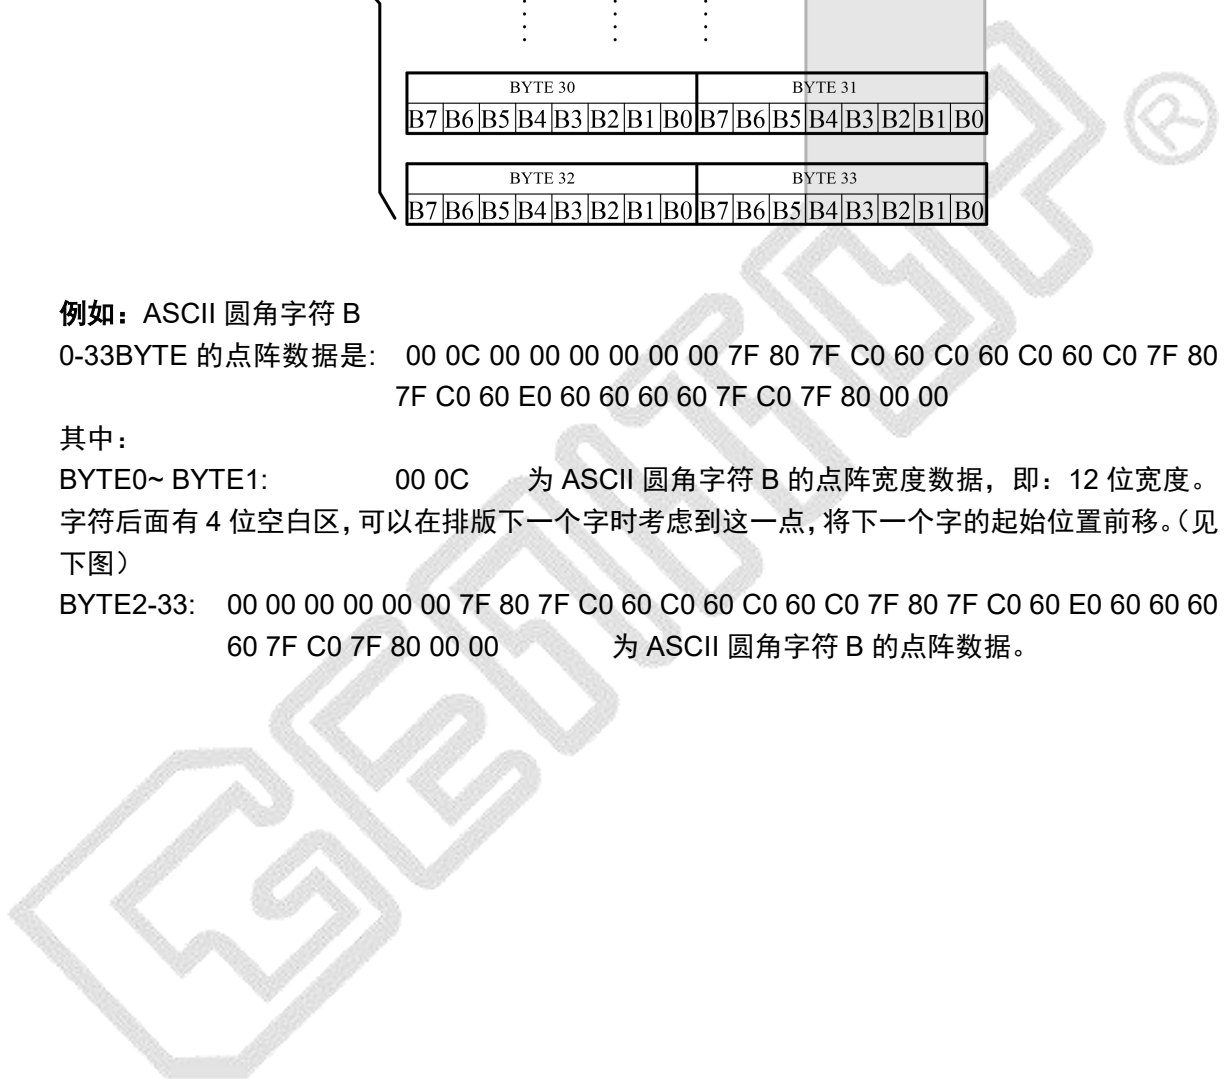 BYTE 30 BYTE 31
B7 B6 B5 B4 B3 B2 B1 B0 B7 B6 B5 B4 B3 B2 B1 B0
BYTE 32 BYTE 33
B7 B6 B5 B4 B3 B2 B1 B0 B7 B6 B5 B4 B3 B2 B1 B0
例如：ASCII 圆角字符 B
0-33BYTE 的点阵数据是: 00 0C 00 00 00 00 00 00 7F 80 7F C0 60 C0 60 C0 60 C0 7F 80
7F C0 60 E0 60 60 60 60 7F C0 7F 80 00 00
其中：
BYTE0~ BYTE1: 00 0C 为 ASCII 圆角字符 B 的点阵宽度数据，即：12 位宽度。
字符后面有 4 位空白区，可以在排版下一个字时考虑到这一点，将下一个字的起始位置前移。（见
下图）
BYTE2-33: 00 00 00 00 00 00 7F 80 7F C0 60 C0 60 C0 60 C0 7F 80 7F C0 60 E0 60 60 60
60 7F C0 7F 80 00 00 为 ASCII 圆角字符 B 的点阵数据。
GENITOP®